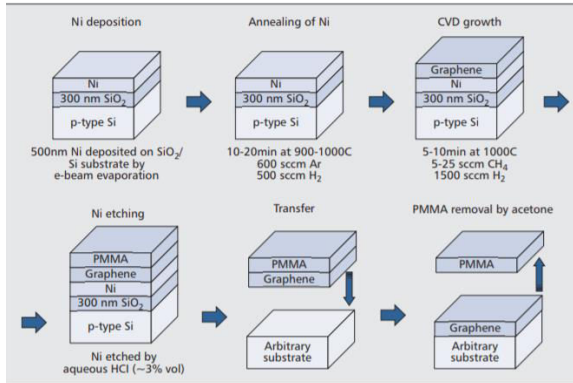 Ni deposition
Annealing of Ni
CVD growth
Ni
300 nm SiO₂
p-type Si
Ni
300 nm SiO₂
p-type Si
Graphene
Ni
300 nm SiO₂
p-type Si
500nm Ni deposited on SiO₂/
Si substrate by
e-beam evaporation
10-20min at 900-1000C
600 sccm Ar
500 sccm H₂
5-10min at 1000C
5-25 sccm CH₄
1500 sccm H₂
Ni etching
Transfer
PMMA removal by acetone
PMMA
Graphene
Ni
300 nm SiO₂
p-type Si
PMMA
Graphene
Arbitrary
substrate
PMMA
Graphene
Arbitrary
substrate
Ni etched by
aqueous HCl (~3% vol)